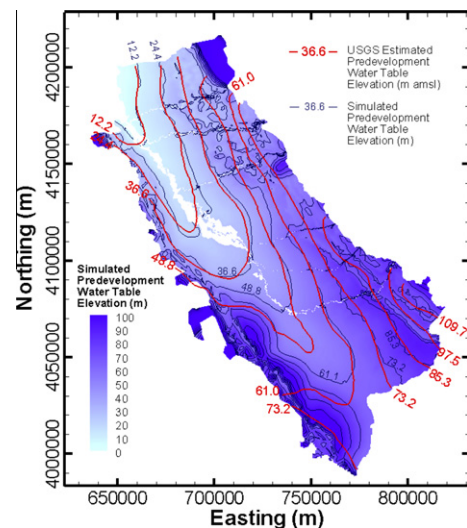 12.2
24.4
36.6
USGS Estimated
Predevelopment
Water Table
Elevation (m amsl)
36.6
Simulated
Predevelopment
Water Table
Elevation (m)
4200000
4150000
4100000
4050000
4000000
Northing (m)
61.0
12.2
36.6
48.8
36.6
48.8
61.1
61.0
73.2
109.7
97.5
85.3
85.3
73.2
73.2
Simulated
Predevelopment
Water Table
Elevation (m)
100
90
80
70
60
50
40
30
20
10
0
650000
700000
750000
800000
Easting (m)